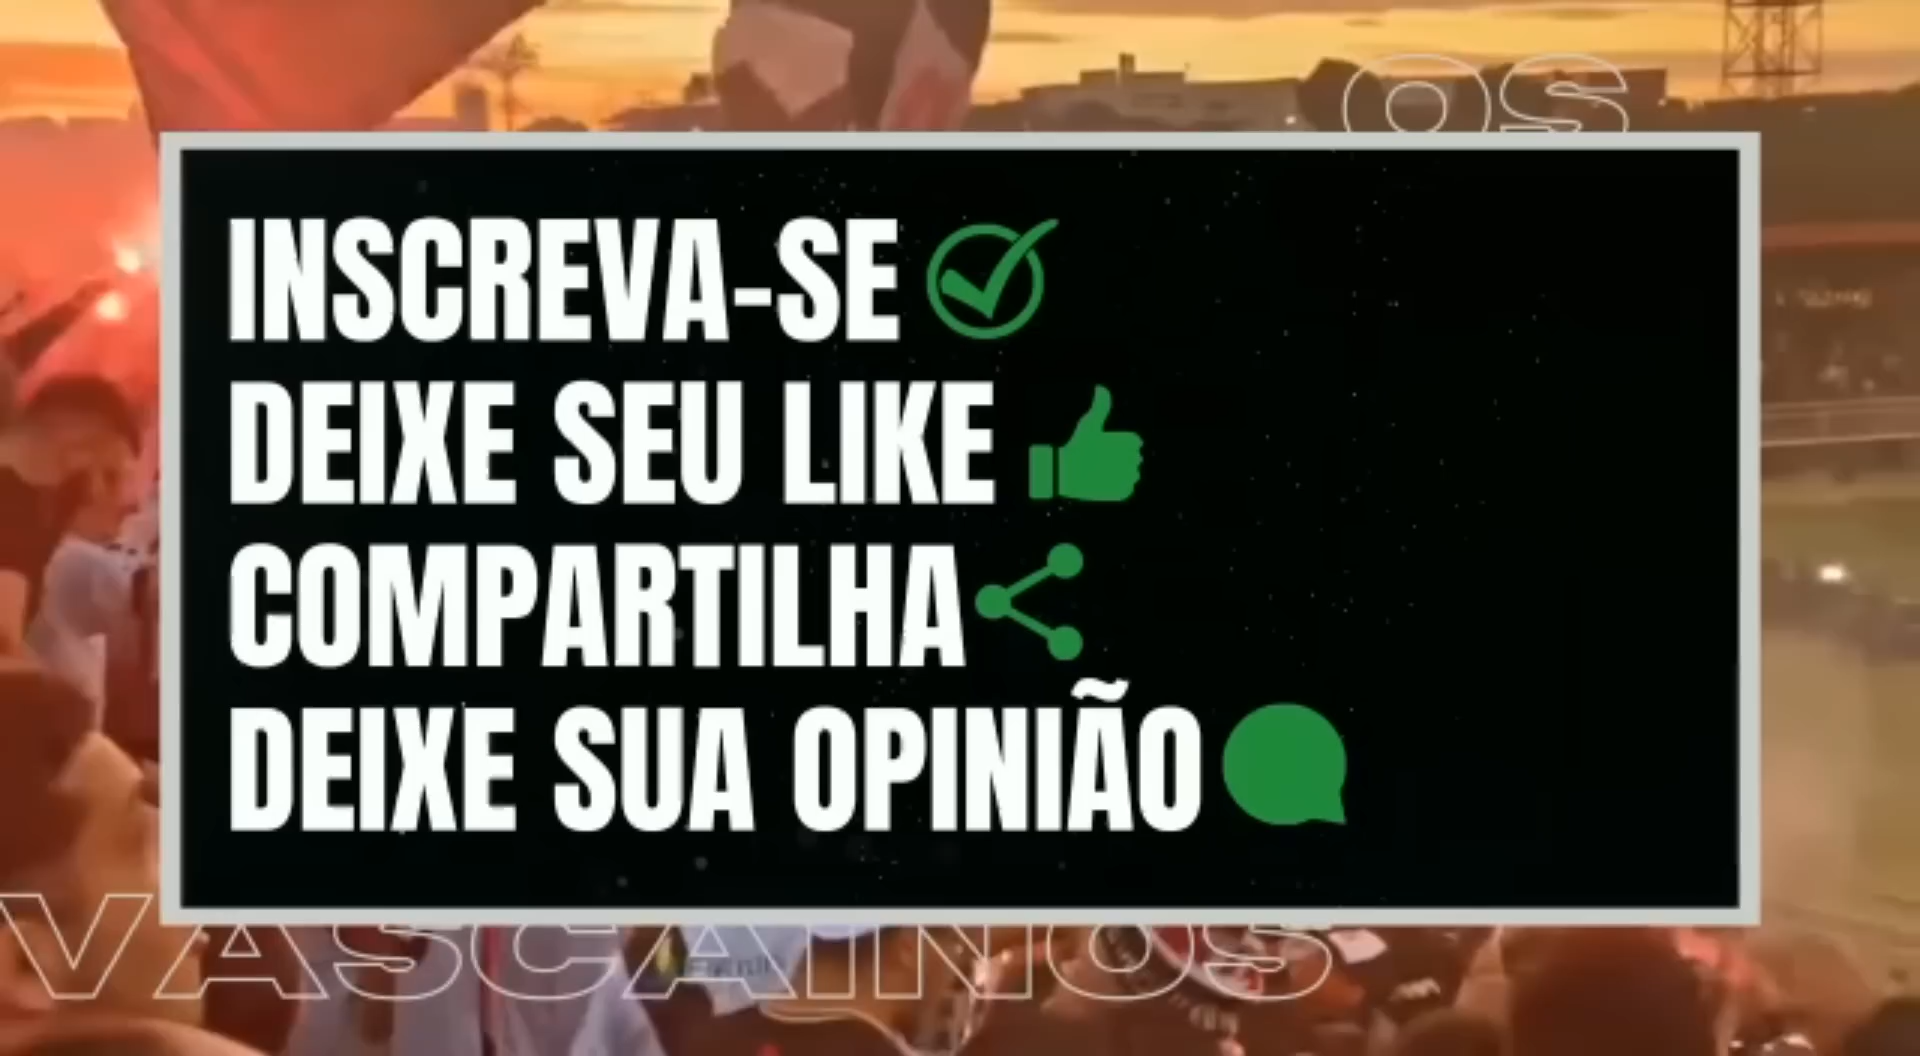 OS
INSCREVA-SE
DEIXE SEU LIKE
COMPARTILHA
DEIXE SUA OPINIÃO
VASCAINOS